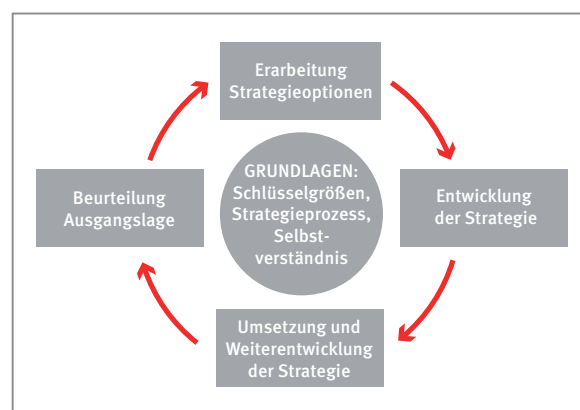 Erarbeitung
Strategieoptionen
GRUNDLAGEN:
Schlüsselgrößen,
Strategieprozess,
Selbst-
verständnis
Beurteilung
Ausgangslage
Entwicklung
der Strategie
Umsetzung und
Weiterentwicklung
der Strategie